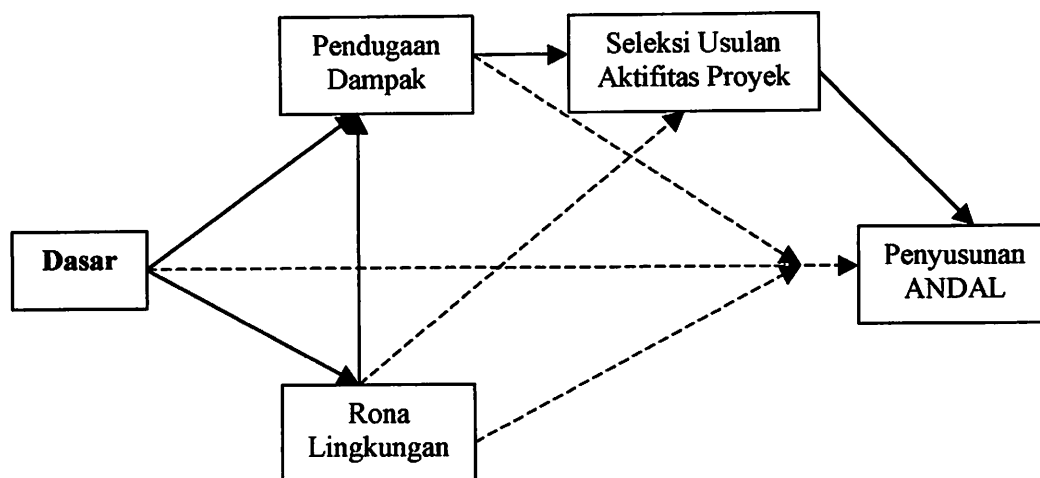 Pendugaan
Dampak
Seleksi Usulan
Aktifitas Proyek
Dasar
Penyusunan
ANDAL
Rona
Lingkungan